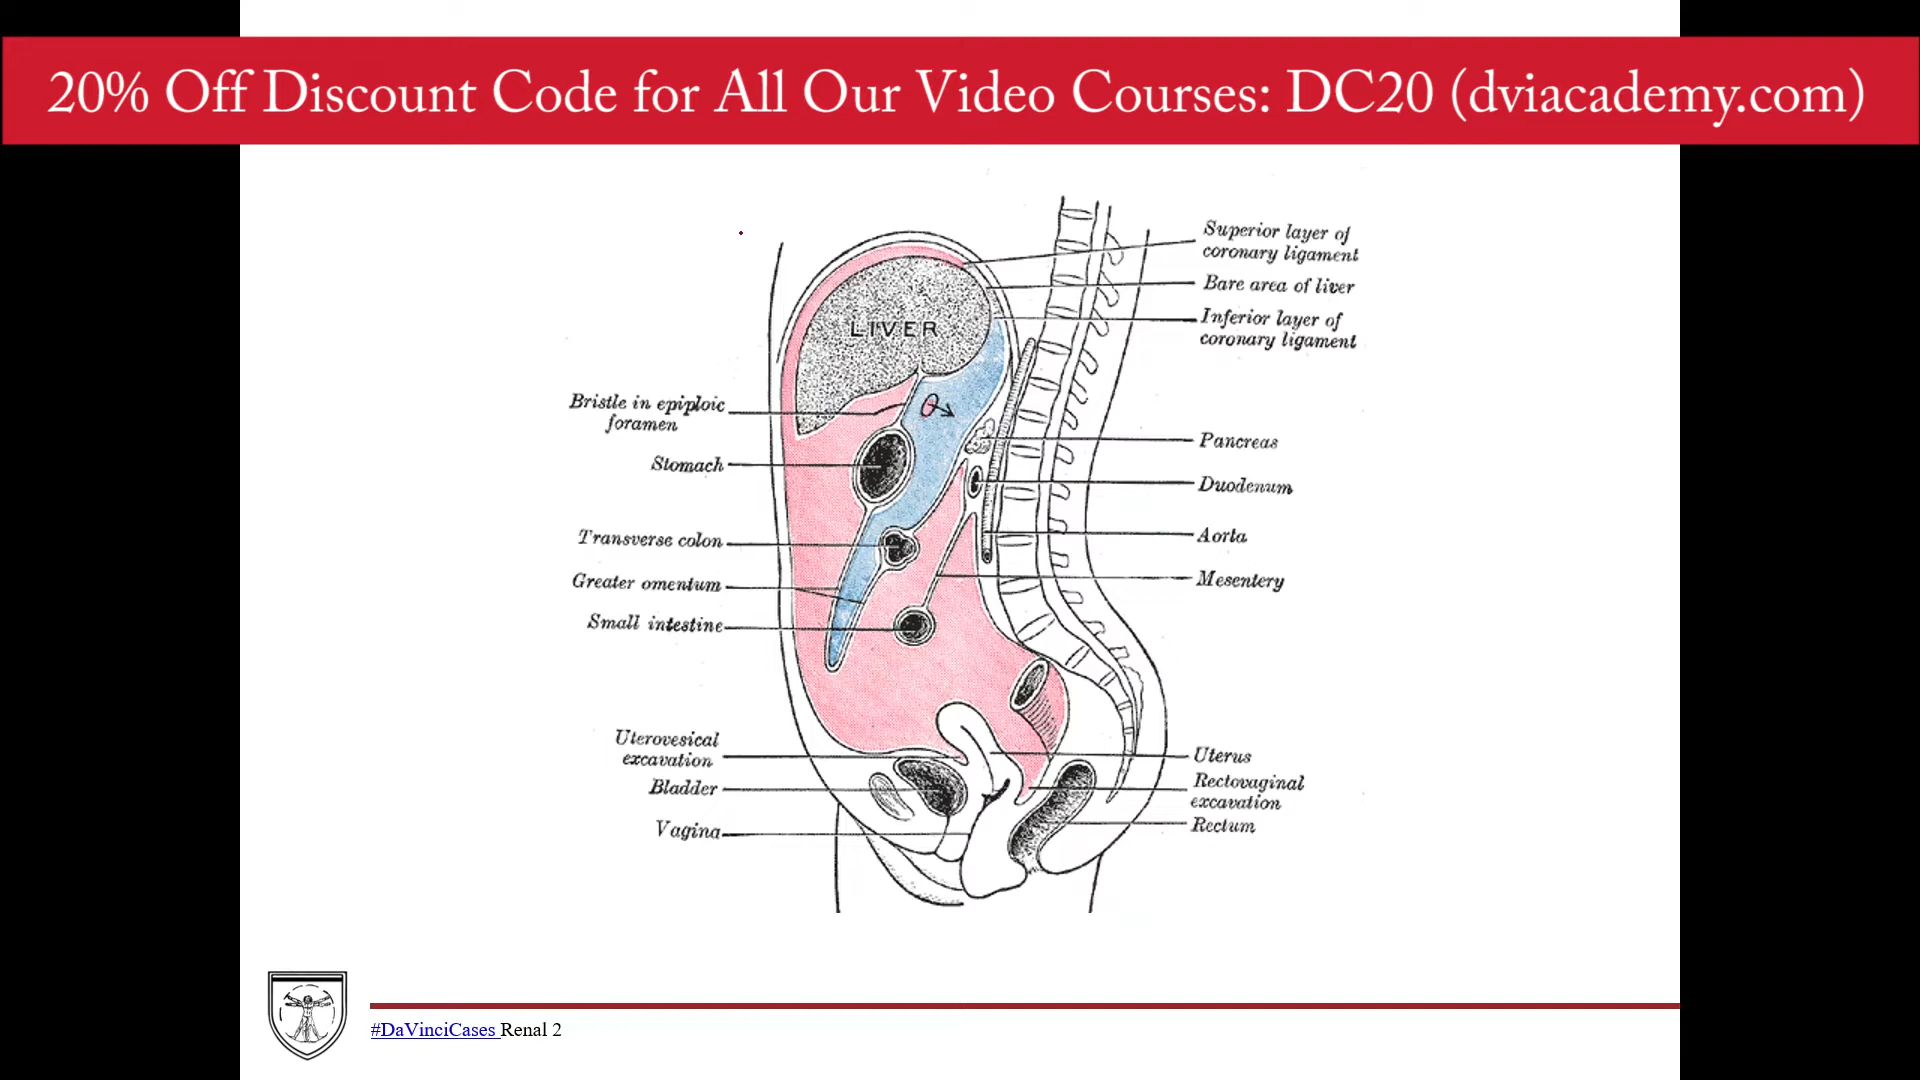 20% Off Discount Code for All Our Video Courses: DC20 (dviacademy.com)
Superior layer of
coronary ligament
Bare area of liver
Inferior layer of
coronary ligament
LIVER
Bristle in epiploic
foramen
Stomach
Pancreas
Duodenum
Transverse colon
Aorta
Greater omentum
Mesentery
Small intestine
Uterovesical
excavation
Bladder
Vagina
Uterus
Rectovaginal
excavation
Rectum
#DaVinciCases Renal 2